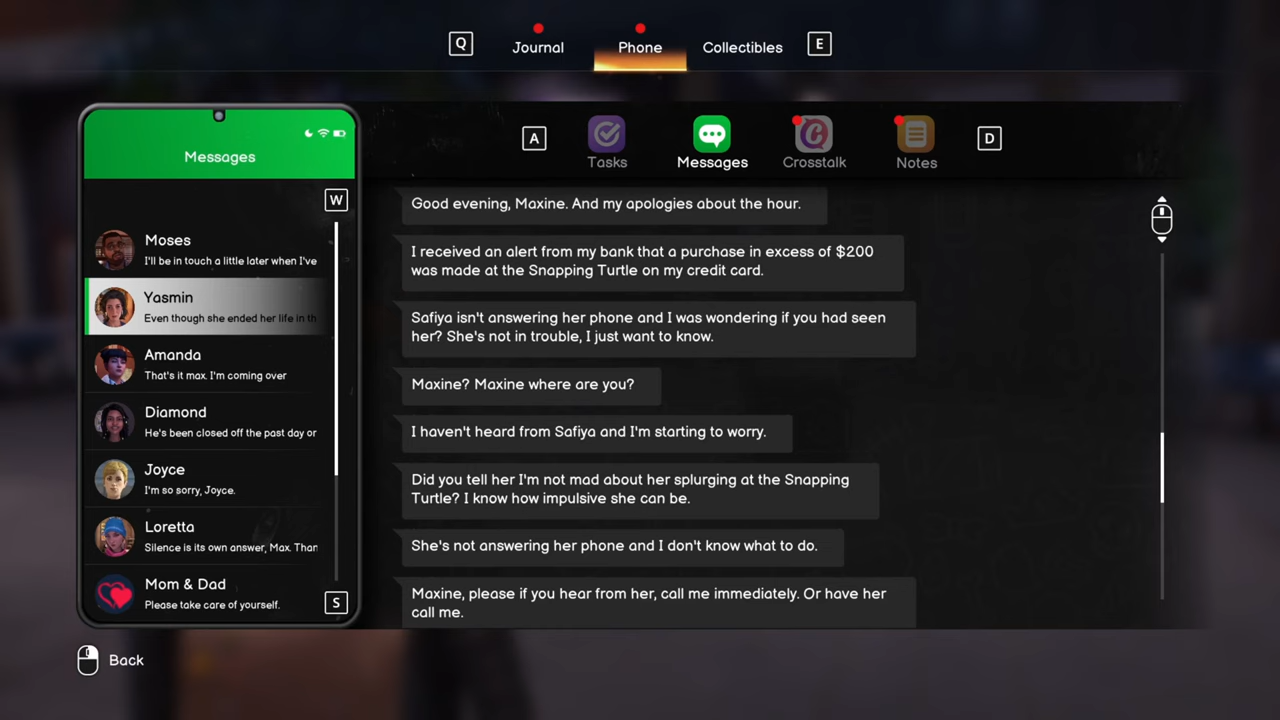 Q
Journal
Phone
Collectibles
E
Messages
A
Tasks
Messages
Crosstalk
Notes
D
W
Moses
I'll be in touch a little later when I've
Yasmin
Even though she ended her life in th
Amanda
That's it max. I'm coming over
Diamond
He's been closed off the past day or
Joyce
I'm so sorry, Joyce.
Loretta
Silence is its own answer, Max. Than
Mom & Dad
Please take care of yourself.
S
Good evening, Maxine. And my apologies about the hour.
I received an alert from my bank that a purchase in excess of $200
was made at the Snapping Turtle on my credit card.
Safiya isn't answering her phone and I was wondering if you had seen
her? She's not in trouble, I just want to know.
Maxine? Maxine where are you?
I haven't heard from Safiya and I'm starting to worry.
Did you tell her I'm not mad about her splurging at the Snapping
Turtle? I know how impulsive she can be.
She's not answering her phone and I don't know what to do.
Maxine, please if you hear from her, call me immediately. Or have her
call me.
Back